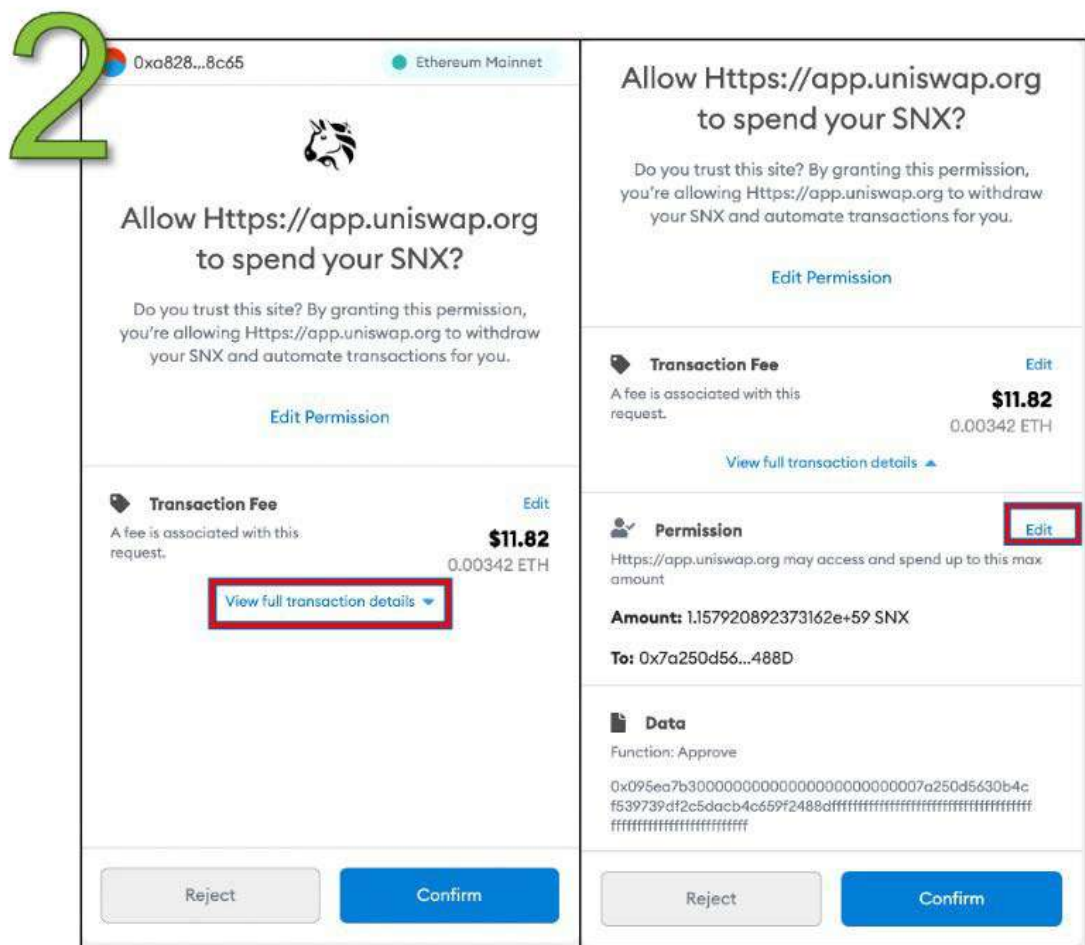 2
0xa828...8c65
Ethereum Mainnet
Allow Https://app.uniswap.org
to spend your SNX?
Do you trust this site? By granting this permission,
you're allowing Https://app.uniswap.org to withdraw
your SNX and automate transactions for you.
Edit Permission
Transaction Fee
Edit
A fee is associated with this
request.
$11.82
0.00342 ETH
View full transaction details
Reject
Confirm
Allow Https://app.uniswap.org
to spend your SNX?
Do you trust this site? By granting this permission,
you're allowing Https://app.uniswap.org to withdraw
your SNX and automate transactions for you.
Edit Permission
Transaction Fee
Edit
A fee is associated with this
request.
$11.82
0.00342 ETH
View full transaction details
Permission
Edit
Https://app.uniswap.org may access and spend up to this max
amount
Amount: 1.157920892373162e+59 SNX
To: 0x7a250d56...488D
Data
Function: Approve
0x095ea7b30000000000000000000000007a250d5630b4c
f539739df2c5dacb4c659f2488dffffffffffffffffffffffffffffffffffffff
ffffffffffffffffffffffffff
Reject
Confirm